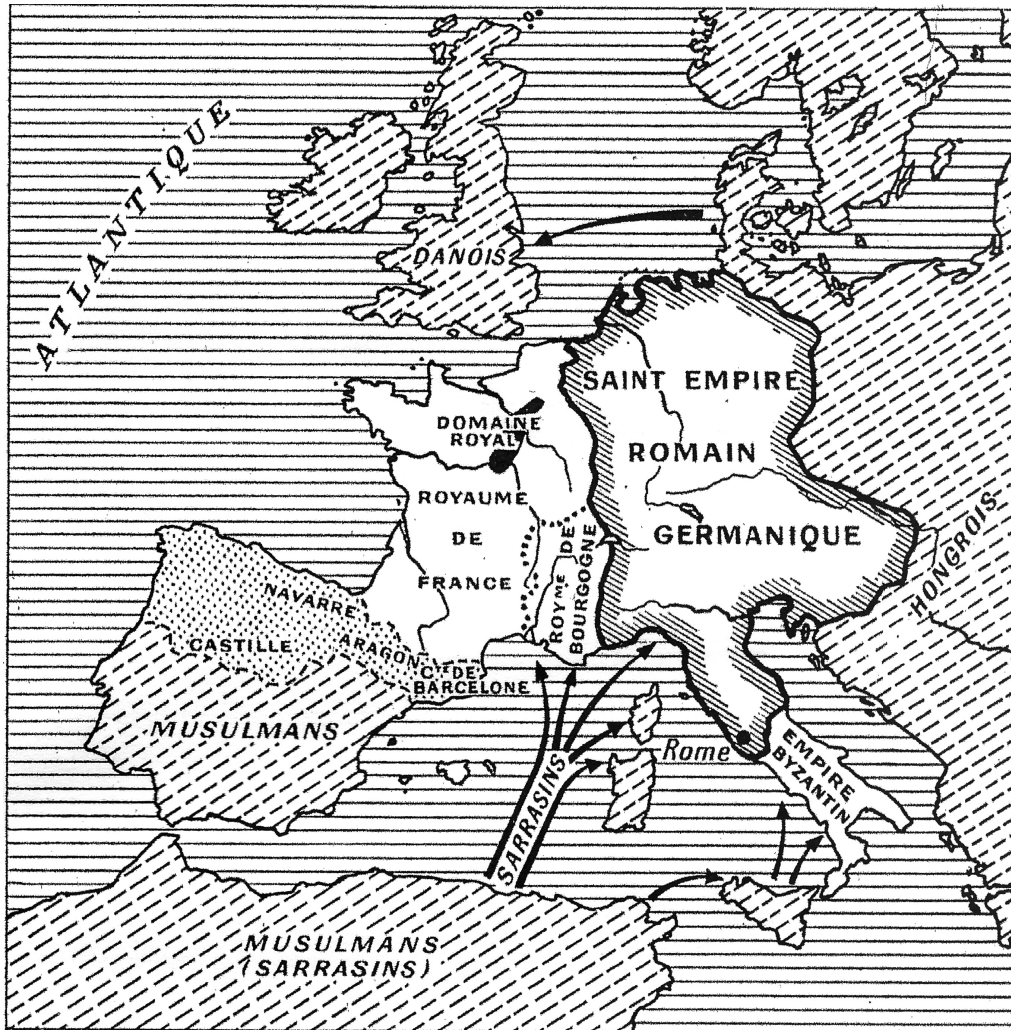 ATLANTIQUE
DANOIS
SAINT EMPIRE
ROMAIN
GERMANIQUE
DOMAINE
ROYAL
ROYAUME
DE
FRANCE
ROYME DE
BOURGOGNE
HONGROIS
NAVARRE
CASTILLE
ARAGON
C. DE
BARCELONE
MUSULMANS
SARRASINS
Rome
EMPIRE
BYZANTIN
MUSULMANS
(SARRASINS)